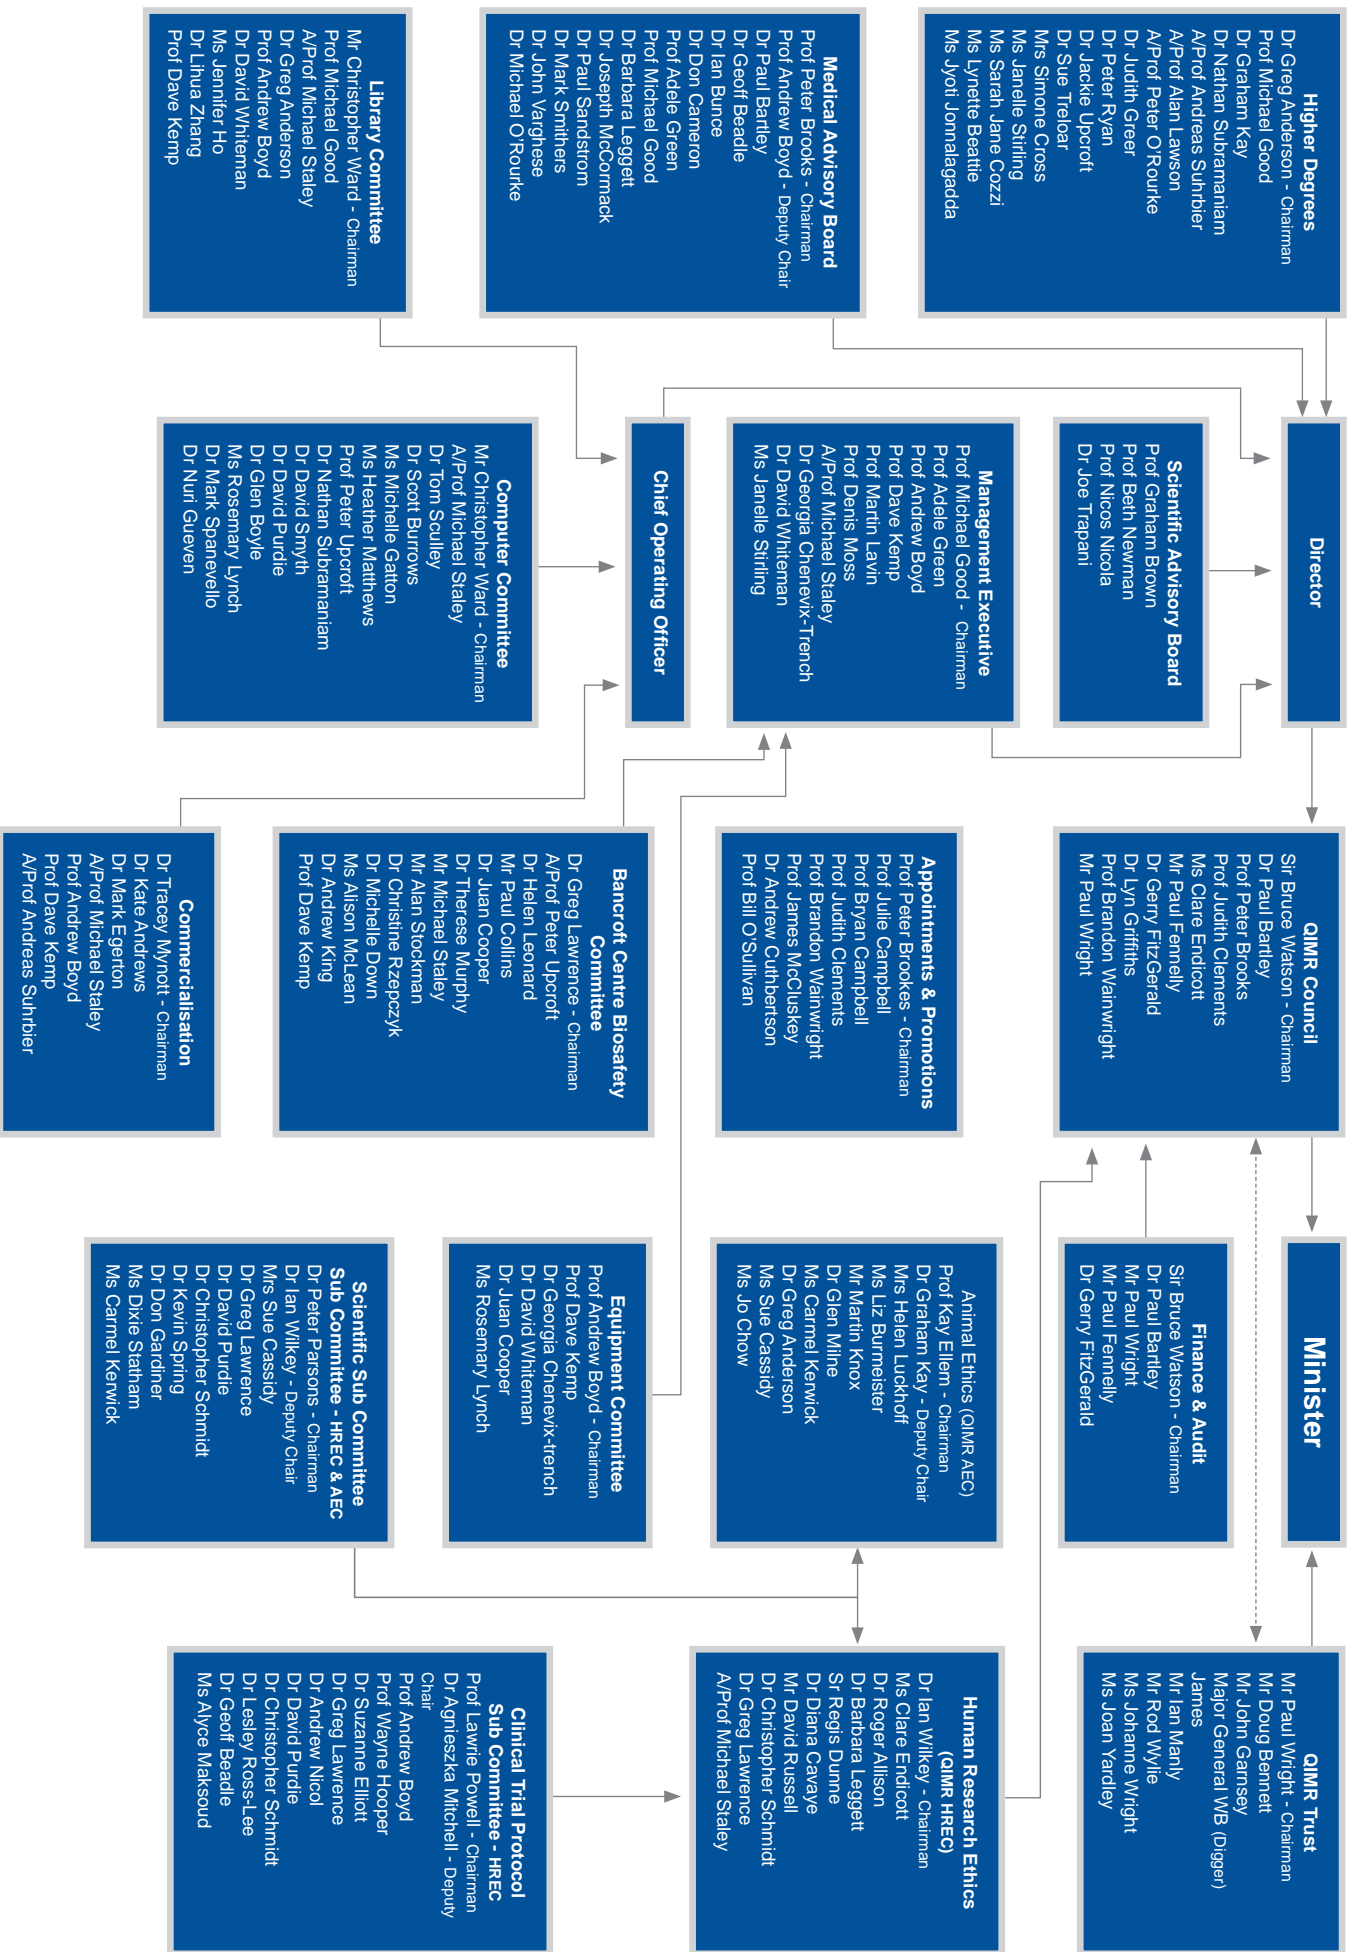 Higher Degrees
Dr Greg Anderson - Chairman
Prof Michael Good
Dr Graham Kay
Dr Nathan Subramaniam
A/Prof Andreas Suhrbier
A/Prof Alan Lawson
A/Prof Peter O'Rourke
Dr Judith Greer
Dr Peter Ryan
Dr Jackie Upcroft
Dr Sue Treloar
Mrs Simone Cross
Ms Janelle Stirling
Ms Sarah Jane Cozzi
Ms Lynette Beattie
Ms Jyoti Jonnalagadda
Director
QIMR Council
Sir Bruce Watson - Chairman
Dr Paul Bartley
Prof Peter Brooks
Prof Judith Clements
Ms Clare Endicott
Mr Paul Fennelly
Dr Gerry FitzGerald
Dr Lyn Griffiths
Prof Brandon Wainwright
Mr Paul Wright
Minister
QIMR Trust
Mr Paul Wright - Chairman
Mr Doug Bennett
Mr John Garnsey
Major General WB (Digger)
James
Mr Ian Manly
Mr Rod Wylie
Ms Johanne Wright
Ms Joan Yardley
Scientific Advisory Board
Prof Graham Brown
Prof Beth Newman
Prof Nicos Nicola
Dr Joe Trapani
Finance & Audit
Sir Bruce Watson - Chairman
Dr Paul Bartley
Mr Paul Wright
Mr Paul Fennelly
Dr Gerry FitzGerald
Medical Advisory Board
Prof Peter Brooks - Chairman
Prof Andrew Boyd - Deputy Chair
Dr Paul Bartley
Dr Geoff Beadle
Dr Ian Bunce
Dr Don Cameron
Prof Adele Green
Prof Michael Good
Dr Barbara Leggett
Dr Joseph McCormack
Dr Paul Sandstrom
Dr Mark Smithers
Dr John Varghese
Dr Michael O'Rourke
Management Executive
Prof Michael Good - Chairman
Prof Adele Green
Prof Andrew Boyd
Prof Dave Kemp
Prof Martin Lavin
Prof Denis Moss
A/Prof Michael Staley
Dr Georgia Chenevix-Trench
Dr David Whiteman
Ms Janelle Stirling
Appointments & Promotions
Prof Peter Brookes - Chairman
Prof Julie Campbell
Prof Bryan Campbell
Prof Judith Clements
Prof Brandon Wainwright
Prof James McCluskey
Dr Andrew Cuthbertson
Prof Bill O'Sullivan
Animal Ethics (QIMR AEC)
Prof Kay Ellem - Chairman
Dr Graham Kay - Deputy Chair
Mrs Helen Luckhoff
Ms Liz Burmeister
Mr Martin Knox
Dr Glen Milne
Ms Carmel Kerwick
Dr Greg Anderson
Ms Sue Cassidy
Ms Jo Chow
Human Research Ethics
(QIMR HREC)
Dr Ian Wilkey - Chairman
Ms Clare Endicott
Dr Roger Allison
Dr Barbara Leggett
Sr Regis Dunne
Dr Diana Cavaye
Mr David Russell
Dr Christopher Schmidt
Dr Greg Lawrence
A/Prof Michael Staley
Chief Operating Officer
Bancroft Centre Biosafety
Committee
Dr Greg Lawrence - Chairman
A/Prof Peter Upcroft
Dr Helen Leonard
Mr Paul Collins
Dr Juan Cooper
Dr Therese Murphy
Mr Michael Staley
Mr Alan Stockman
Dr Christine Rzepczyk
Dr Michelle Down
Ms Alison McLean
Dr Andrew King
Prof Dave Kemp
Equipment Committee
Prof Andrew Boyd - Chairman
Prof Dave Kemp
Dr Georgia Chenevix-trench
Dr David Whiteman
Dr Juan Cooper
Ms Rosemary Lynch
Library Committee
Mr Christopher Ward - Chairman
Prof Michael Good
A/Prof Michael Staley
Dr Greg Anderson
Prof Andrew Boyd
Dr David Whiteman
Ms Jennifer Ho
Dr Lihua Zhang
Prof Dave Kemp
Computer Committee
Mr Christopher Ward - Chairman
A/Prof Michael Staley
Dr Tom Sculley
Dr Scott Burrows
Ms Michelle Gatton
Ms Heather Matthews
Prof Peter Upcroft
Dr Nathan Subramaniam
Dr David Smyth
Dr David Purdie
Dr Glen Boyle
Ms Rosemary Lynch
Dr Mark Spanevello
Dr Nuri Gueven
Commercialisation
Dr Tracey Mynott - Chairman
Dr Kate Andrews
Dr Mark Egerton
A/Prof Michael Staley
Prof Andrew Boyd
Prof Dave Kemp
A/Prof Andreas Suhrbier
Scientific Sub Committee
Sub Committee - HREC & AEC
Dr Peter Parsons - Chairman
Dr Ian Wilkey - Deputy Chair
Mrs Sue Cassidy
Dr Greg Lawrence
Dr David Purdie
Dr Christopher Schmidt
Dr Kevin Spring
Dr Don Gardiner
Ms Dixie Statham
Ms Carmel Kerwick
Clinical Trial Protocol
Sub Committee - HREC
Prof Lawrie Powell - Chairman
Dr Agnieszka Mitchell - Deputy
Chair
Prof Andrew Boyd
Prof Wayne Hooper
Dr Suzanne Elliott
Dr Greg Lawrence
Dr Andrew Nicol
Dr David Purdie
Dr Christopher Schmidt
Dr Lesley Ross-Lee
Dr Geoff Beadle
Ms Alyce Maksoud